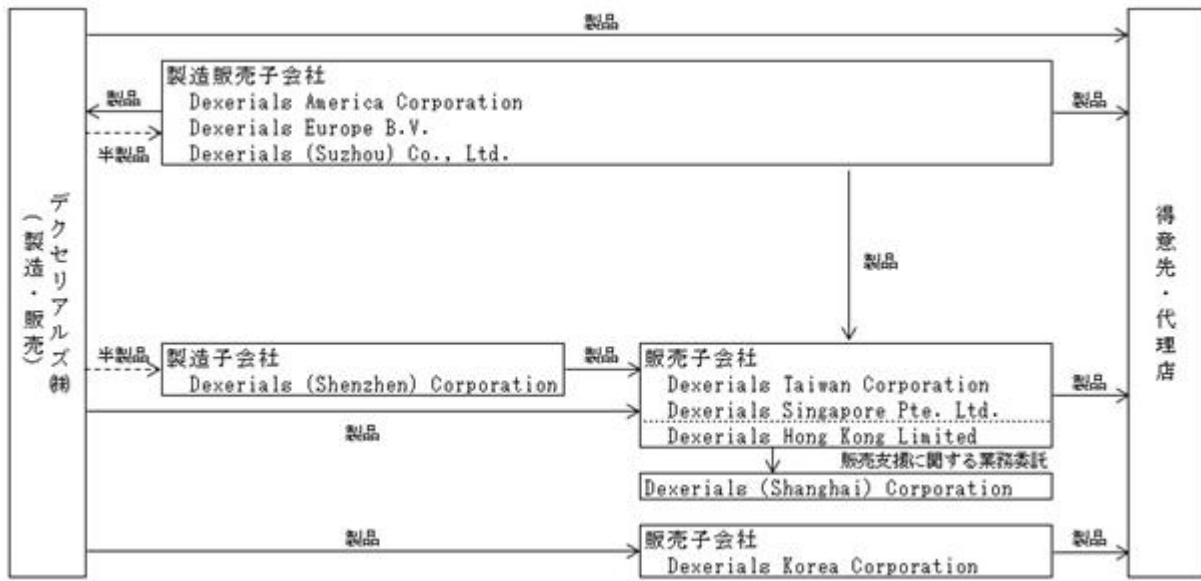 デクセリアルズ㈱
(製造・販売)
製品
製造販売子会社
Dexerials America Corporation
Dexerials Europe B.V.
Dexerials (Suzhou) Co., Ltd.
製品
半製品
製品
製品
半製品
製造子会社
Dexerials (Shenzhen) Corporation
製品
製品
販売子会社
Dexerials Taiwan Corporation
Dexerials Singapore Pte. Ltd.
Dexerials Hong Kong Limited
製品
販売支援に関する業務委託
Dexerials (Shanghai) Corporation
製品
販売子会社
Dexerials Korea Corporation
製品
得意先・代理店